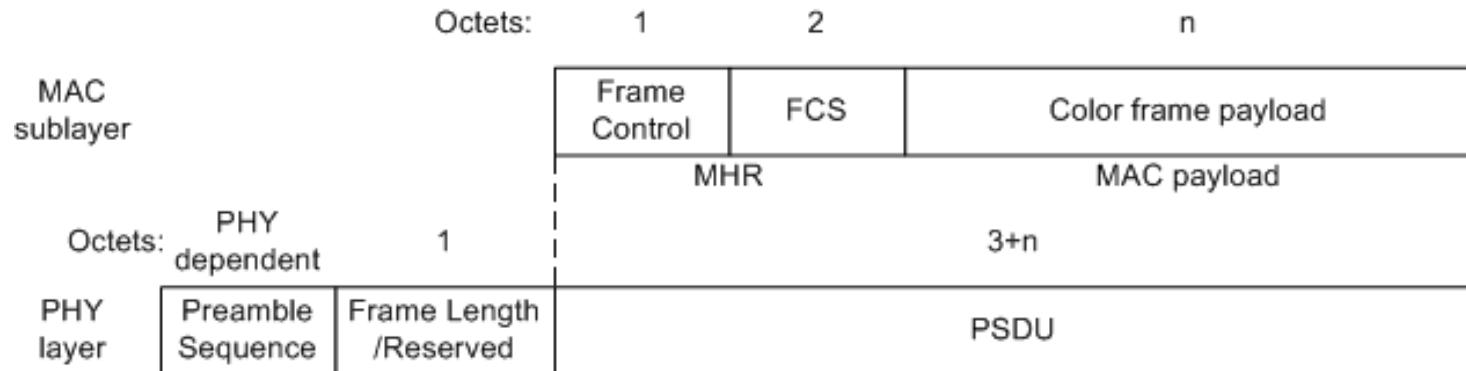 Octets: 1 2 n
MAC sublayer
Frame Control
FCS
Color frame payload
MHR
MAC payload
Octets:
PHY dependent
1
3+n
PHY layer
Preamble Sequence
Frame Length /Reserved
PSDU